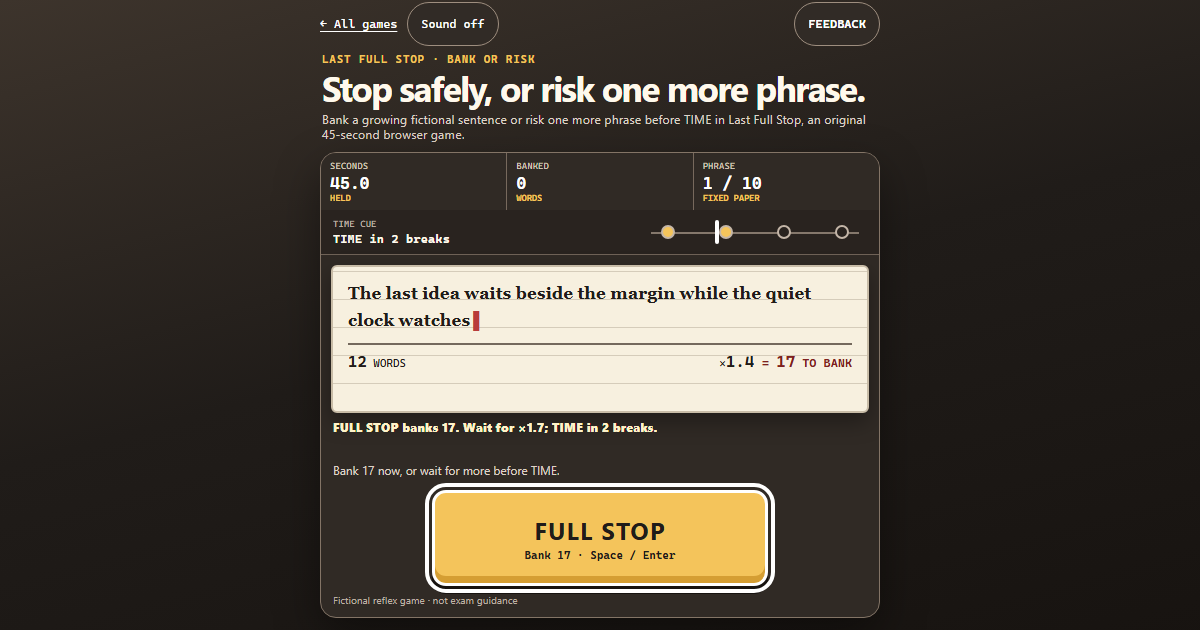 ← All games
Sound off
FEEDBACK
LAST FULL STOP · BANK OR RISK
Stop safely, or risk one more phrase.
Bank a growing fictional sentence or risk one more phrase before TIME in Last Full Stop, an original
45-second browser game.
SECONDS
45.0
HELD
BANKED
0
WORDS
PHRASE
1 / 10
FIXED PAPER
TIME CUE
TIME in 2 breaks
The last idea waits beside the margin while the quiet
clock watches
12 WORDS
×1.4 = 17 TO BANK
FULL STOP banks 17. Wait for ×1.7; TIME in 2 breaks.
Bank 17 now, or wait for more before TIME.
FULL STOP
Bank 17 · Space / Enter
Fictional reflex game · not exam guidance